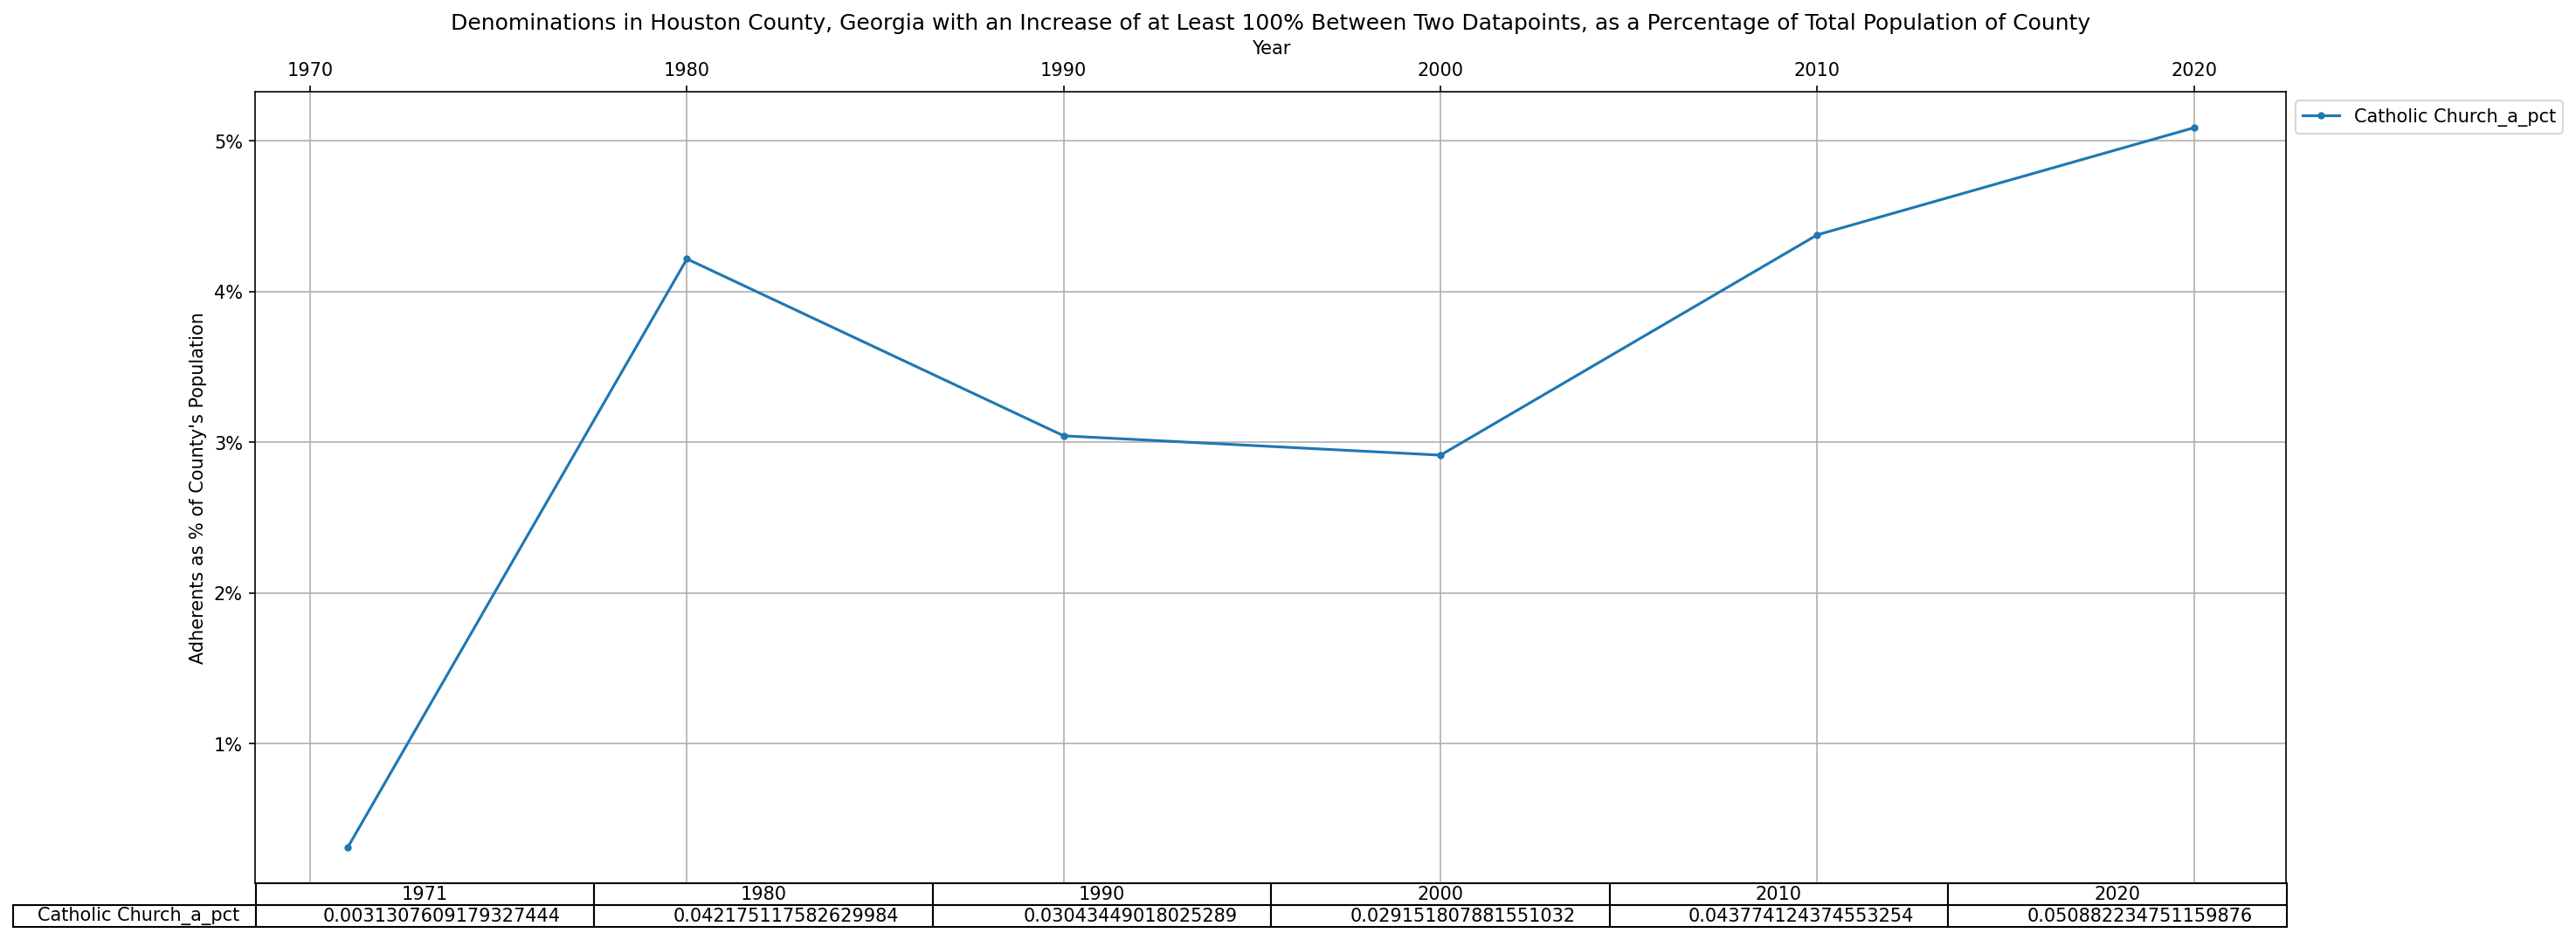 Denominations in Houston County, Georgia with an Increase of at Least 100% Between Two Datapoints, as a Percentage of Total Population of County
Year
1970 1980 1990 2000 2010 2020
Catholic Church_a_pct
5%
4%
3%
2%
1%
Adherents as % of County's Population
1971 1980 1990 2000 2010 2020
Catholic Church_a_pct 0.0031307609179327444 0.042175117582629984 0.03043449018025289 0.029151807881551032 0.043774124374553254 0.050882234751159876